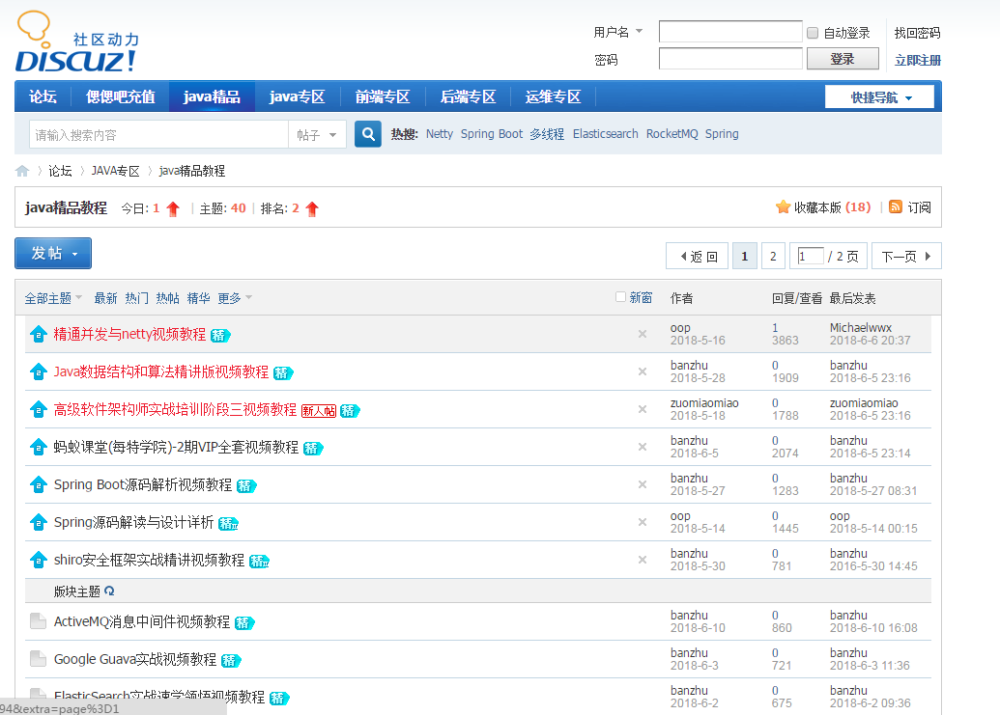 社区动力
DISCUZ!
用户名 自动登录 找回密码
密码 登录 立即注册
论坛 偲偲吧充值 java精品 java专区 前端专区 后端专区 运维专区 快捷导航
请输入搜索内容 帖子 热搜: Netty Spring Boot 多线程 Elasticsearch RocketMQ Spring
论坛 JAVA专区 java精品教程
java精品教程 今日: 1 主题: 40 排名: 2 收藏本版 (18) 订阅
发帖 返回 1 2 1 / 2 页 下一页
全部主题 最新 热门 热帖 精华 更多 新窗 作者 回复/查看 最后发表
精通并发与netty视频教程 精 oop 1 Michaelwwx
2018-5-16 3863 2018-6-6 20:37
Java数据结构和算法精讲版视频教程 精 banzhu 0 banzhu
2018-5-28 1909 2018-6-5 23:16
高级软件架构师实战培训阶段三视频教程 新人帖 精 zuomiaomiao 0 zuomiaomiao
2018-5-18 1788 2018-6-5 23:16
蚂蚁课堂(每特学院)-2期VIP全套视频教程 精 banzhu 0 banzhu
2018-6-5 2074 2018-6-5 23:14
Spring Boot源码解析视频教程 精 banzhu 0 banzhu
2018-5-27 1283 2018-5-27 08:31
Spring源码解读与设计详析 精 oop 0 oop
2018-5-14 1445 2018-5-14 00:15
shiro安全框架实战精讲视频教程 精 banzhu 0 banzhu
2018-5-30 781 2016-5-30 14:45
版块主题
ActiveMQ消息中间件视频教程 精 banzhu 0 banzhu
2018-6-10 860 2018-6-10 16:08
Google Guava实战视频教程 精 banzhu 0 banzhu
2018-6-3 721 2018-6-3 11:36
ElasticSearch实战速学领悟视频教程 精 banzhu 0 banzhu
2018-6-2 675 2018-6-2 09:36
94&extra=page%3D1